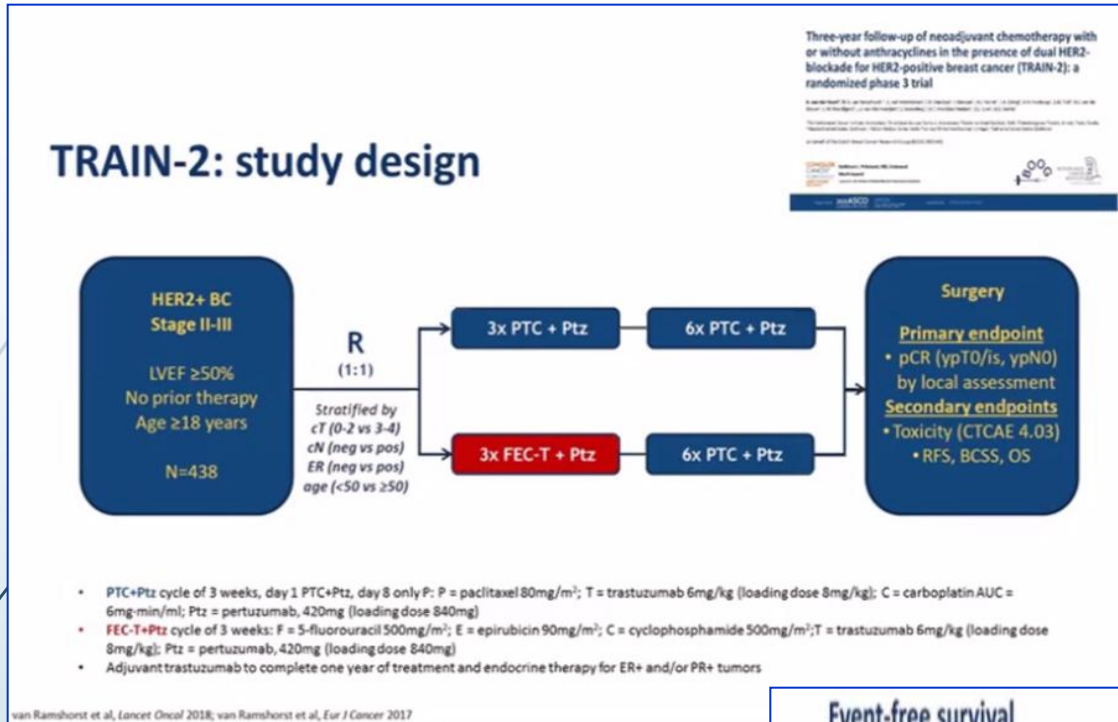 Three-year follow-up of neoadjuvant chemotherapy with
or without anthracyclines in the presence of dual HER2-
blockade for HER2-positive breast cancer (TRAIN-2): a
randomized phase 3 trial
TRAIN-2: study design
HER2+ BC
Stage II-III
LVEF ≥50%
No prior therapy
Age ≥18 years
N=438
R
(1:1)
Stratified by
cT (0-2 vs 3-4)
cN (neg vs pos)
ER (neg vs pos)
age (<50 vs ≥50)
3x PTC + Ptz
6x PTC + Ptz
3x FEC-T + Ptz
6x PTC + Ptz
Surgery
Primary endpoint
• pCR (ypT0/is, ypN0)
by local assessment
Secondary endpoints
• Toxicity (CTCAE 4.03)
• RFS, BCSS, OS
• PTC+Ptz cycle of 3 weeks, day 1 PTC+Ptz, day 8 only P: P = paclitaxel 80mg/m²; T = trastuzumab 6mg/kg (loading dose 8mg/kg); C = carboplatin AUC =
6mg·min/ml; Ptz = pertuzumab, 420mg (loading dose 840mg)
• FEC-T+Ptz cycle of 3 weeks: F = 5-fluorouracil 500mg/m²; E = epirubicin 90mg/m²; C = cyclophosphamide 500mg/m²;T = trastuzumab 6mg/kg (loading dose
8mg/kg); Ptz = pertuzumab, 420mg (loading dose 840mg)
• Adjuvant trastuzumab to complete one year of treatment and endocrine therapy for ER+ and/or PR+ tumors
van Ramshorst et al, Lancet Oncol 2018; van Ramshorst et al, Eur J Cancer 2017
Event-free survival